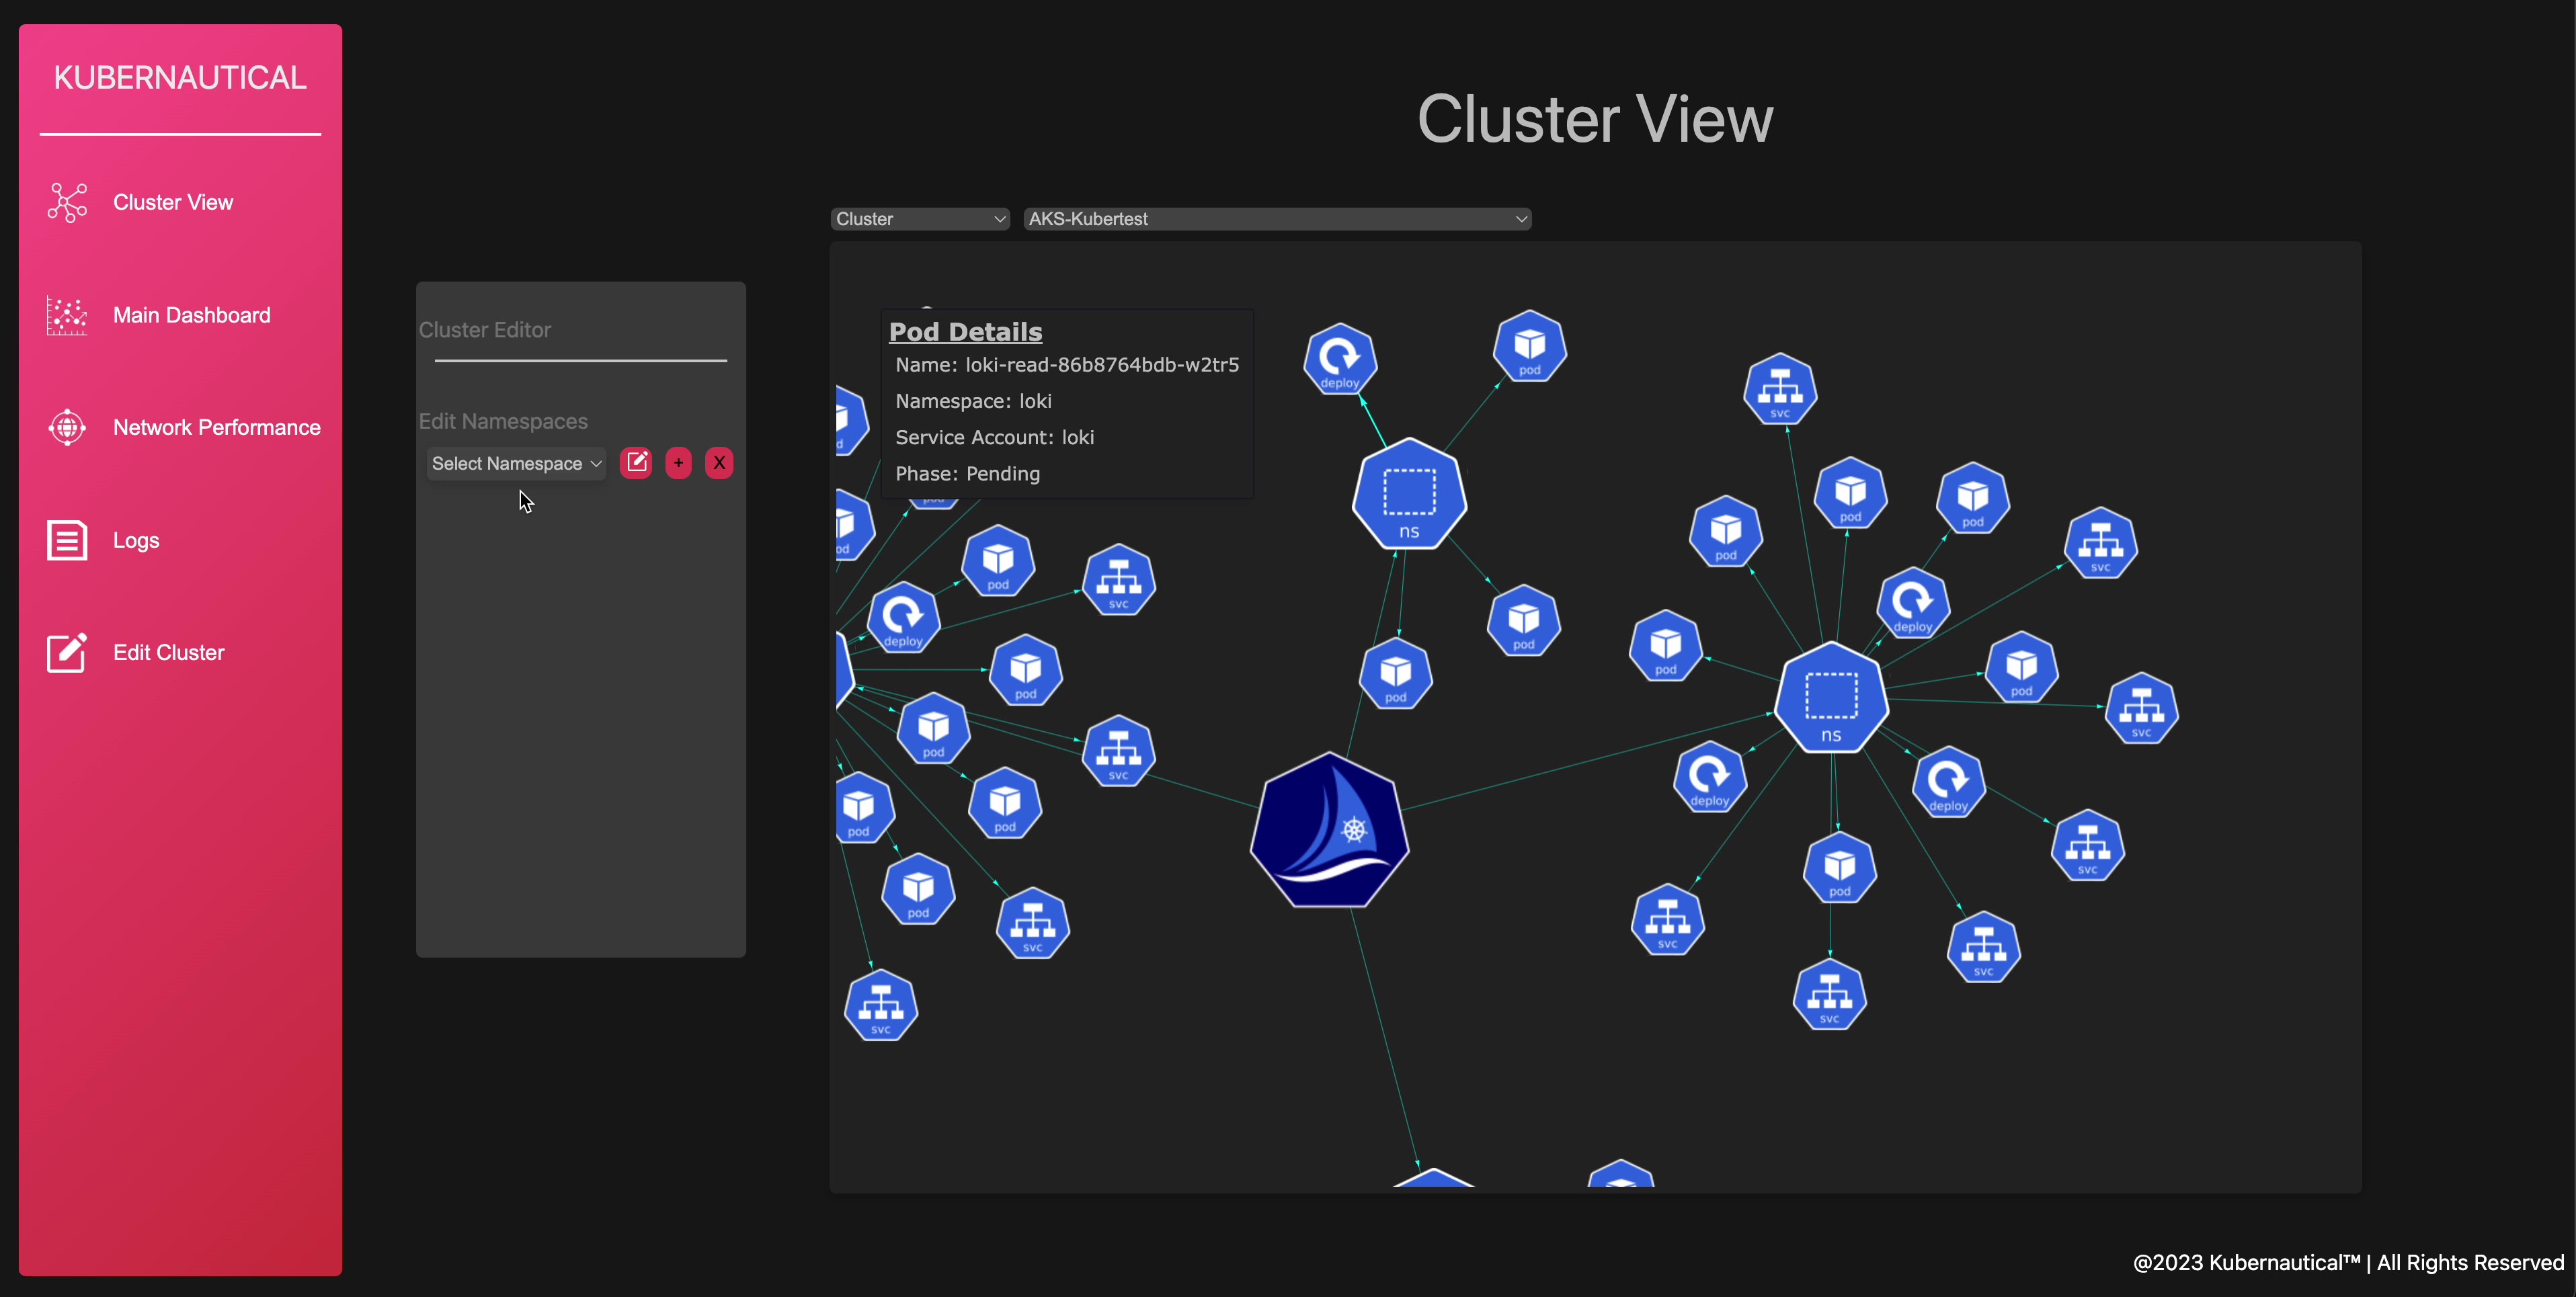 KUBERNAUTICAL
Cluster View
Main Dashboard
Network Performance
Logs
Edit Cluster
Cluster View
Cluster
AKS-Kubertest
Cluster Editor
Edit Namespaces
Select Namespace
+
X
Pod Details
Name: loki-read-86b8764bdb-w2tr5
Namespace: loki
Service Account: loki
Phase: Pending
deploy
pod
svc
d
pod
ns
pod
pod
svc
od
pod
svc
pod
svc
deploy
deploy
pod
pod
pod
pod
pod
svc
pod
ns
svc
pod
svc
deploy
deploy
pod
pod
svc
pod
pod
svc
svc
svc
svc
svc
@2023 Kubernautical™ | All Rights Reserved